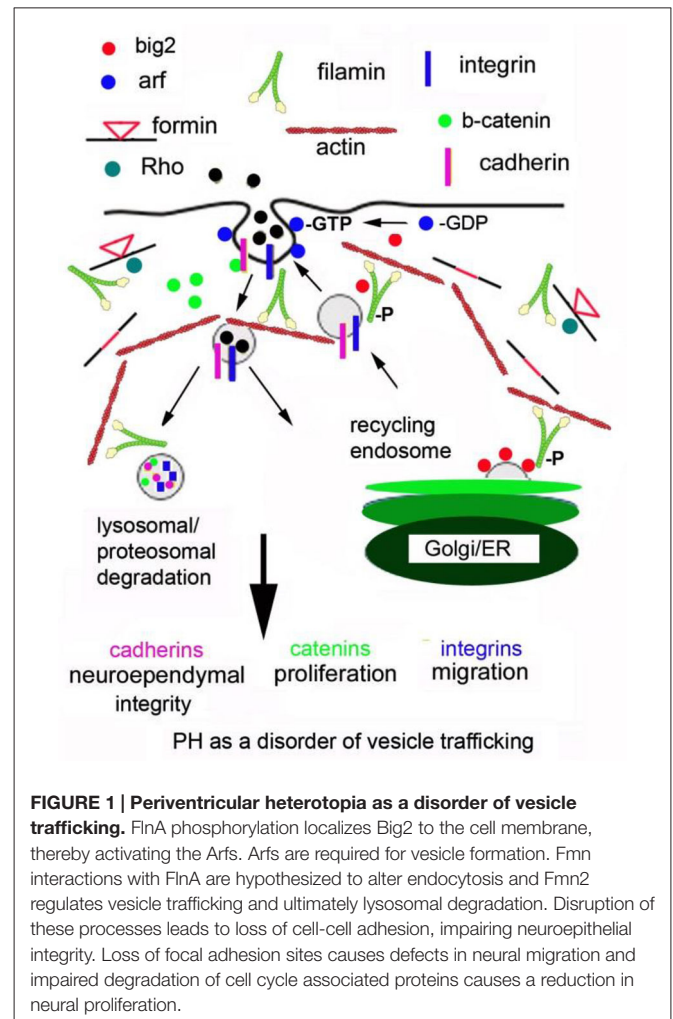 big2
arf
filamin
integrin
formin
Rho
actin
b-catenin
cadherin
-GTP
-GDP
-P
recycling
endosome
-P
lysosomal/
proteosomal
degradation
Golgi/ER
cadherins
neuroependymal
integrity
catenins
proliferation
integrins
migration
PH as a disorder of vesicle trafficking
FIGURE 1 | Periventricular heterotopia as a disorder of vesicle
trafficking. FlnA phosphorylation localizes Big2 to the cell membrane,
thereby activating the Arfs. Arfs are required for vesicle formation. Fmn
interactions with FlnA are hypothesized to alter endocytosis and Fmn2
regulates vesicle trafficking and ultimately lysosomal degradation. Disruption of
these processes leads to loss of cell-cell adhesion, impairing neuroepithelial
integrity. Loss of focal adhesion sites causes defects in neural migration and
impaired degradation of cell cycle associated proteins causes a reduction in
neural proliferation.